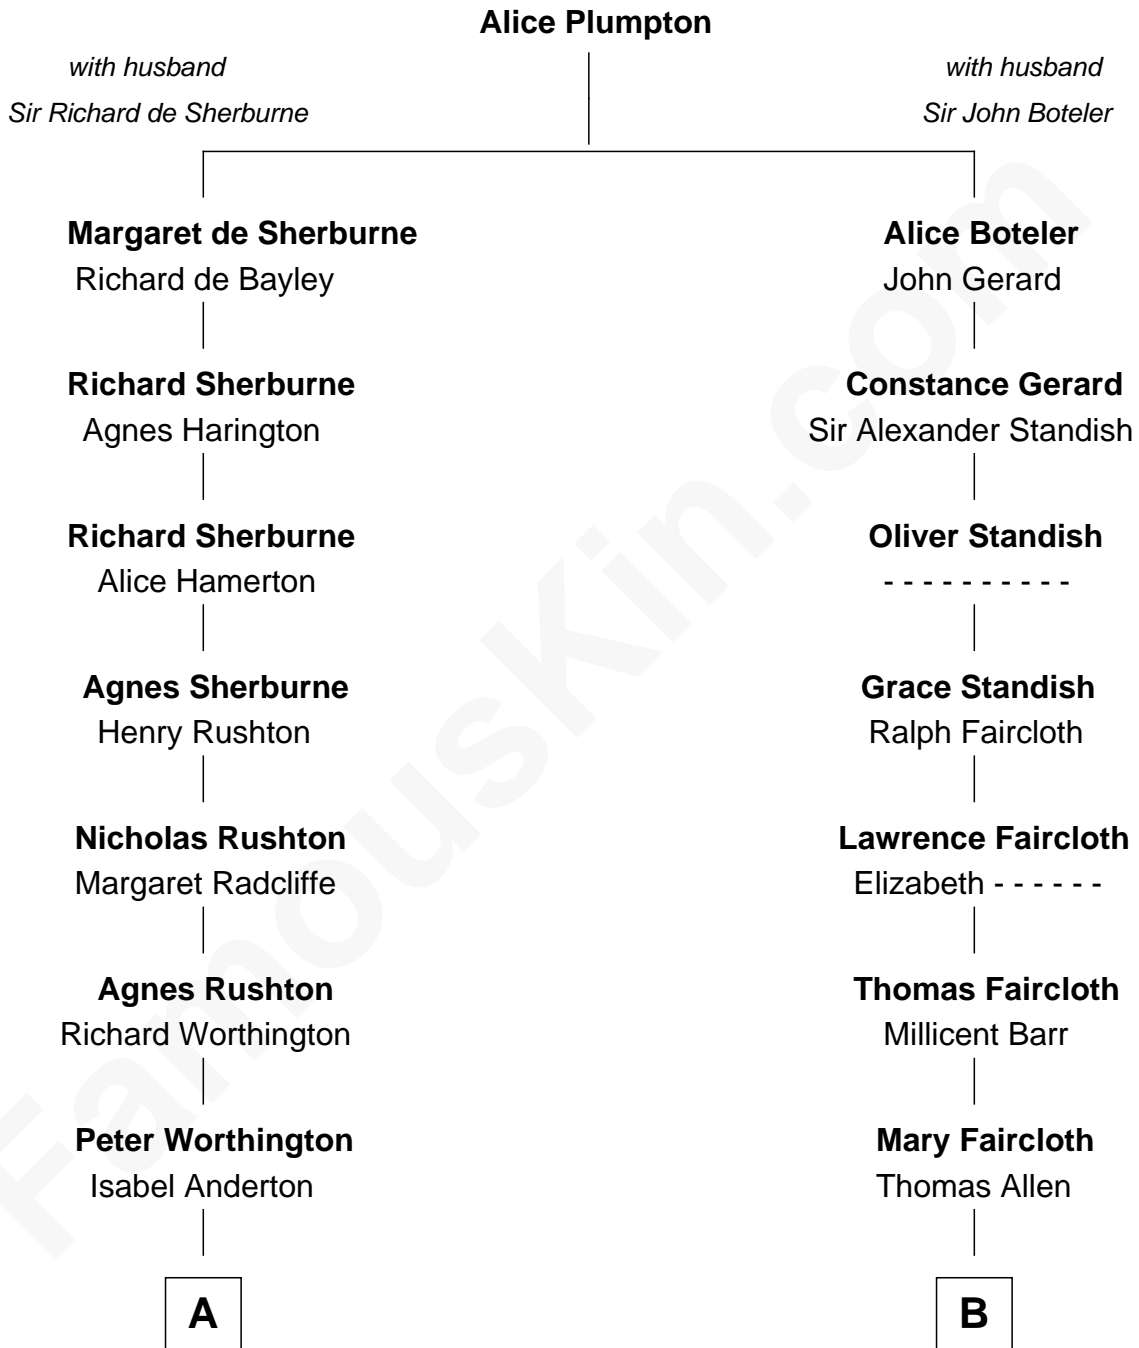 Alice Plumpton
with husband
Sir Richard de Sherburne
with husband
Sir John Boteler
Margaret de Sherburne
Richard de Bayley
Alice Boteler
John Gerard
Richard Sherburne
Agnes Harington
Constance Gerard
Sir Alexander Standish
Richard Sherburne
Alice Hamerton
Oliver Standish
- - - - - - - - - -
Agnes Sherburne
Henry Rushton
Grace Standish
Ralph Faircloth
Nicholas Rushton
Margaret Radcliffe
Lawrence Faircloth
Elizabeth - - - - - -
Agnes Rushton
Richard Worthington
Thomas Faircloth
Millicent Barr
Peter Worthington
Isabel Anderton
Mary Faircloth
Thomas Allen
A
B
FamousKin.com